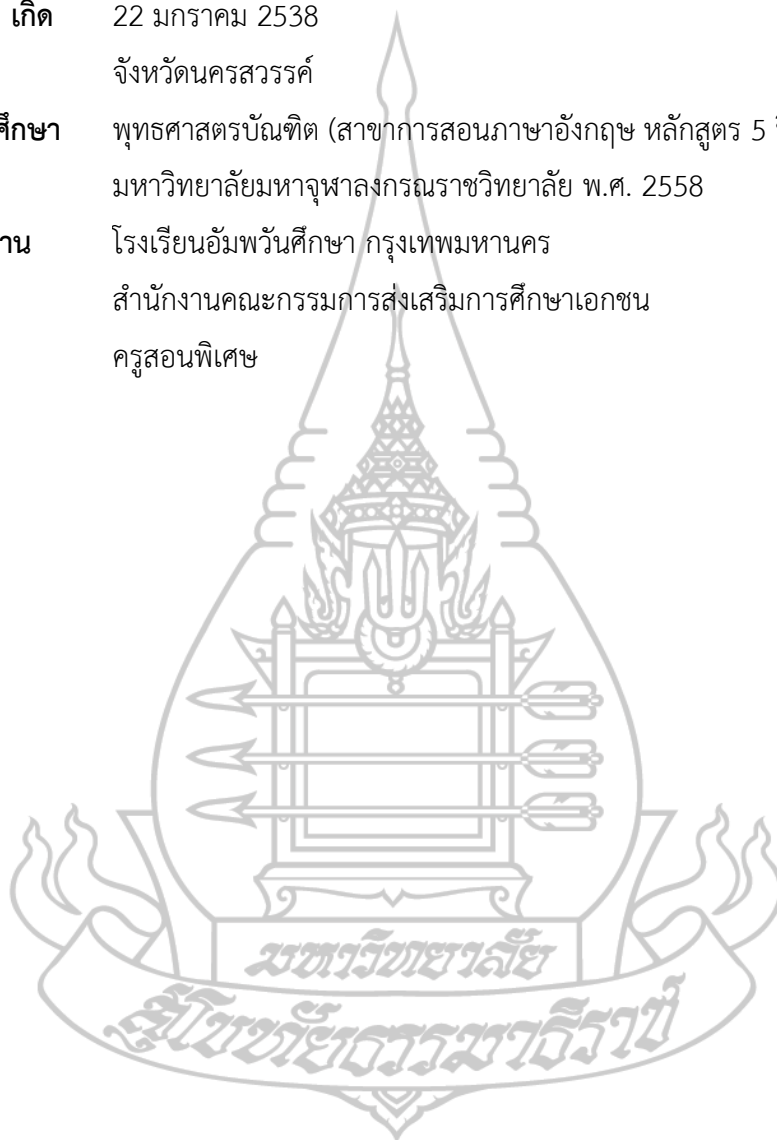 เกิด 22 มกราคม 2538
จังหวัดนครสวรรค์
ศึกษา พุทธศาสตรบัณฑิต (สาขาการสอนภาษาอังกฤษ หลักสูตร 5
มหาวิทยาลัยมหาจุฬาลงกรณราชวิทยาลัย พ.ศ. 2558
าน โรงเรียนอัมพวันศึกษา กรุงเทพมหานคร
สำนักงานคณะกรรมการส่งเสริมการศึกษาเอกชน
ครูสอนพิเศษ
มหาวิทยาลัย
สุโขทัยธรรมาธิราช